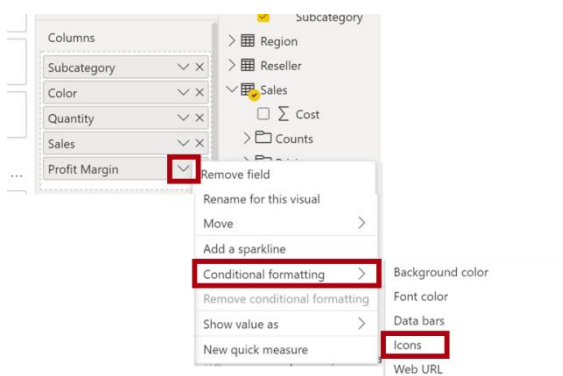 Subcategory
Columns
Region
Subcategory
Reseller
Color
Sales
Quantity
Σ Cost
Sales
Counts
Profit Margin
...
Remove field
Rename for this visual
Move
Add a sparkline
Conditional formatting
Background color
Remove conditional formatting
Font color
Show value as
Data bars
New quick measure
Icons
Web URL